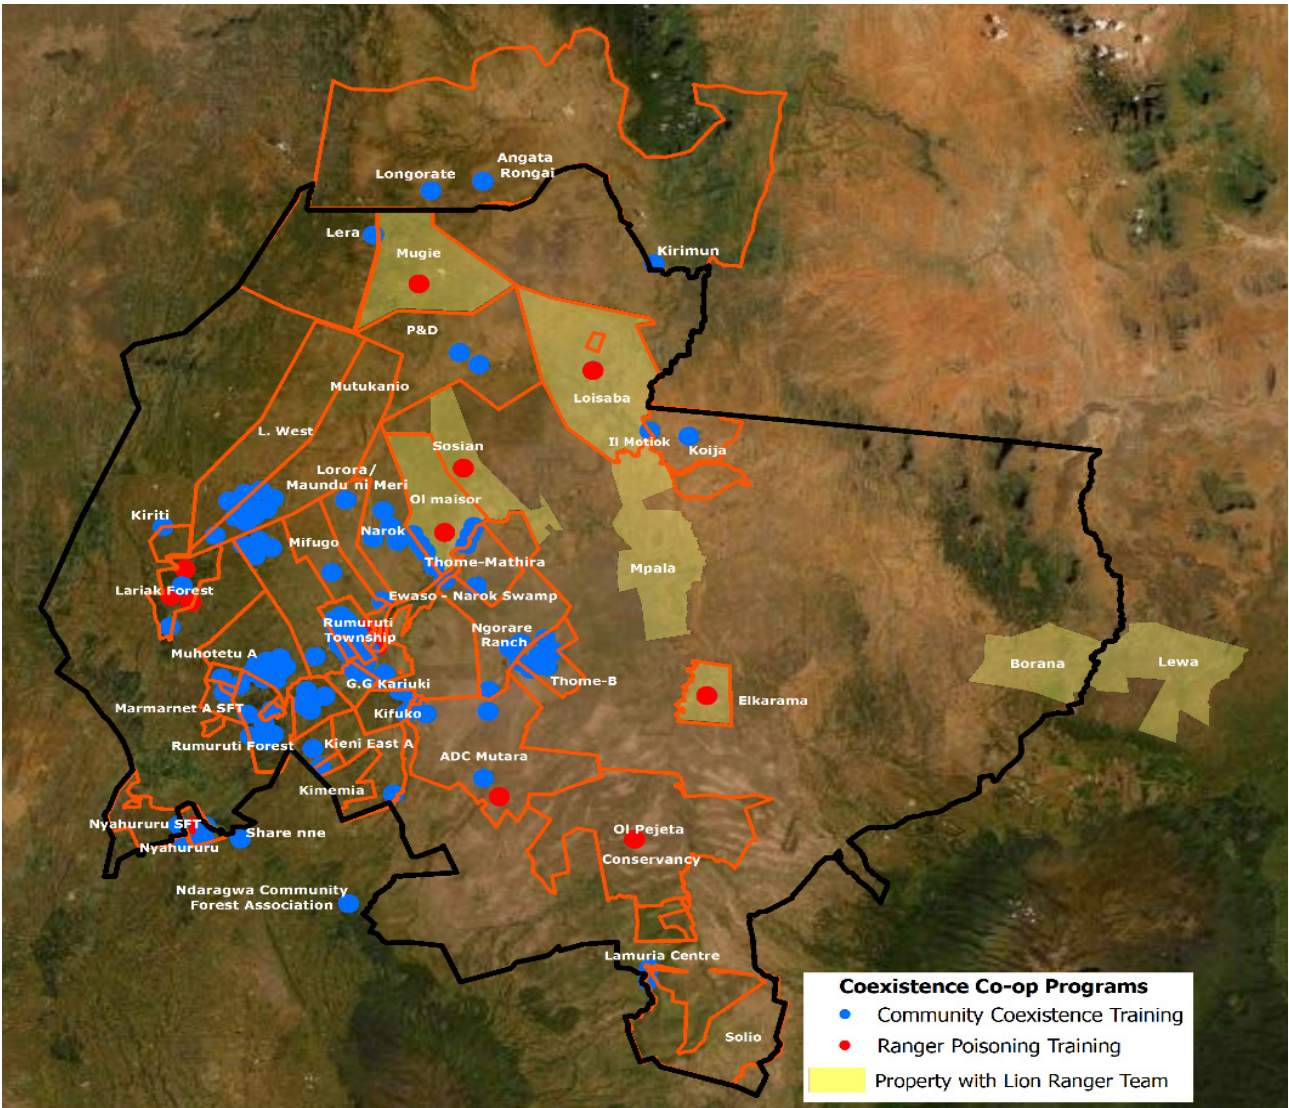 Angata
Rongai
Longorate
Lera
Kirimun
Mugie
P&D
Mutukanio
Loisaba
L. West
Il Motiok
Koija
Sosian
Lorora/
Maundu ni Meri
Ol maisor
Kiriti
Narok
Mifugo
Thome-Mathira
Mpala
Lariak Forest
Ewaso - Narok Swamp
Rumuruti
Township
Ngorare
Ranch
Muhotetu A
Borana
Lewa
G.G Kariuki
Thome-B
Elkarama
Marmarnet A SFT
Kifuko
Rumuruti Forest
Kieni East A
ADC Mutara
Kimemia
Nyahururu SFT
Share nne
Nyahururu
Ol Pejeta
Conservancy
Ndaragwa Community
Forest Association
Lamuria Centre
Solio
Coexistence Co-op Programs
Community Coexistence Training
Ranger Poisoning Training
Property with Lion Ranger Team